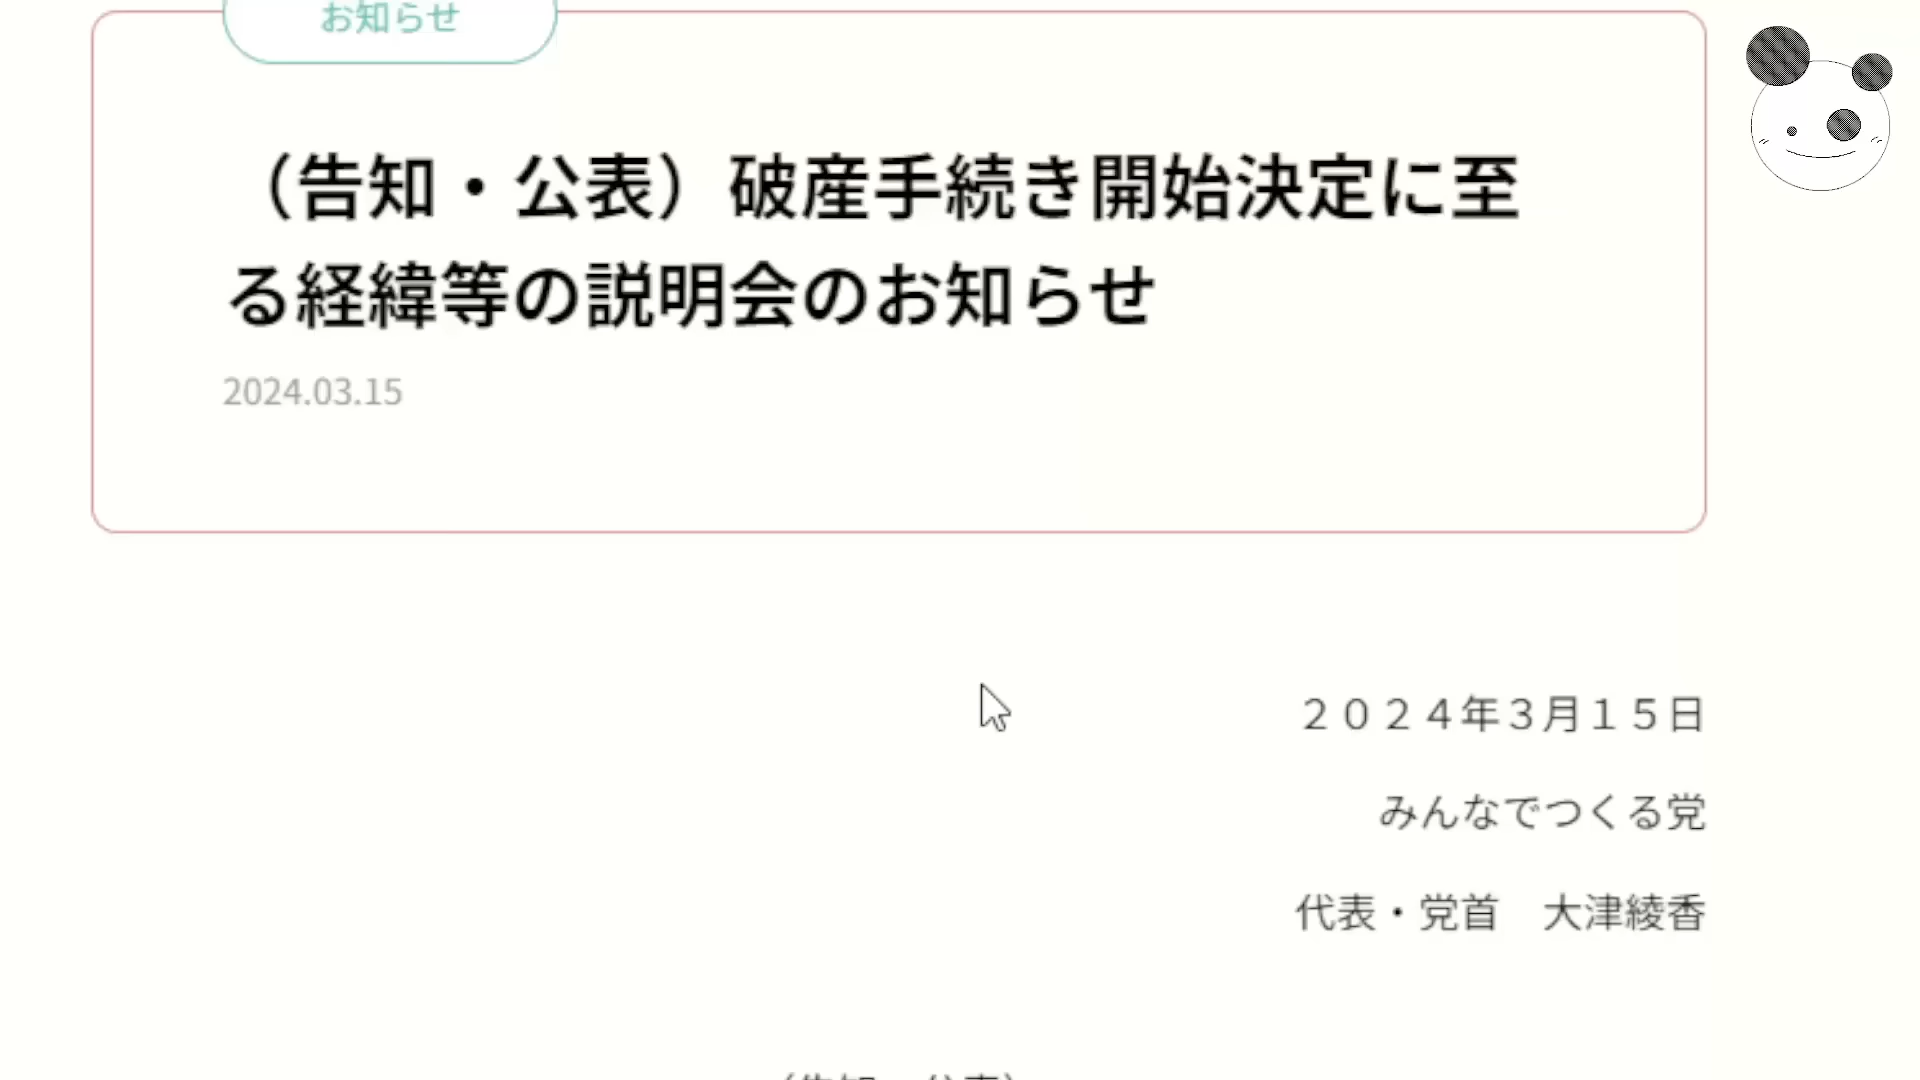 お知らせ
（告知・公表）破産手続き開始決定に至
る経緯等の説明会のお知らせ
2024.03.15
２０２４年３月１５日
みんなでつくる党
代表・党首　大津綾香